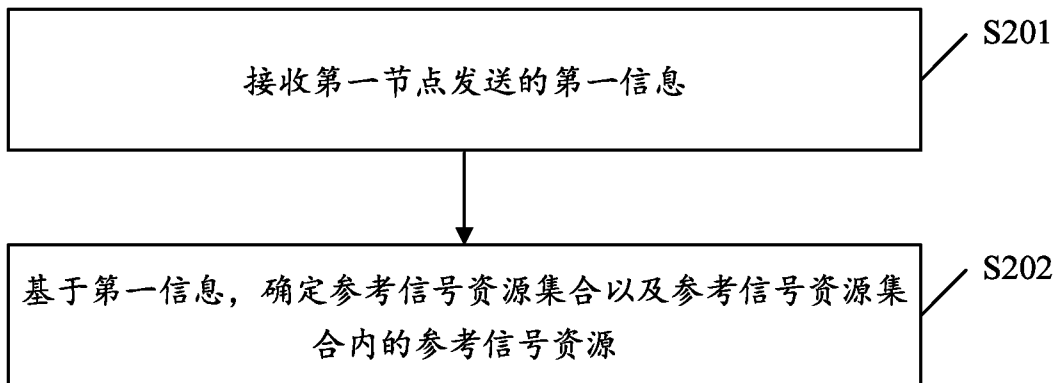 接收第一节点发送的第一信息
S201
基于第一信息，确定参考信号资源集合以及参考信号资源集
合内的参考信号资源
S202